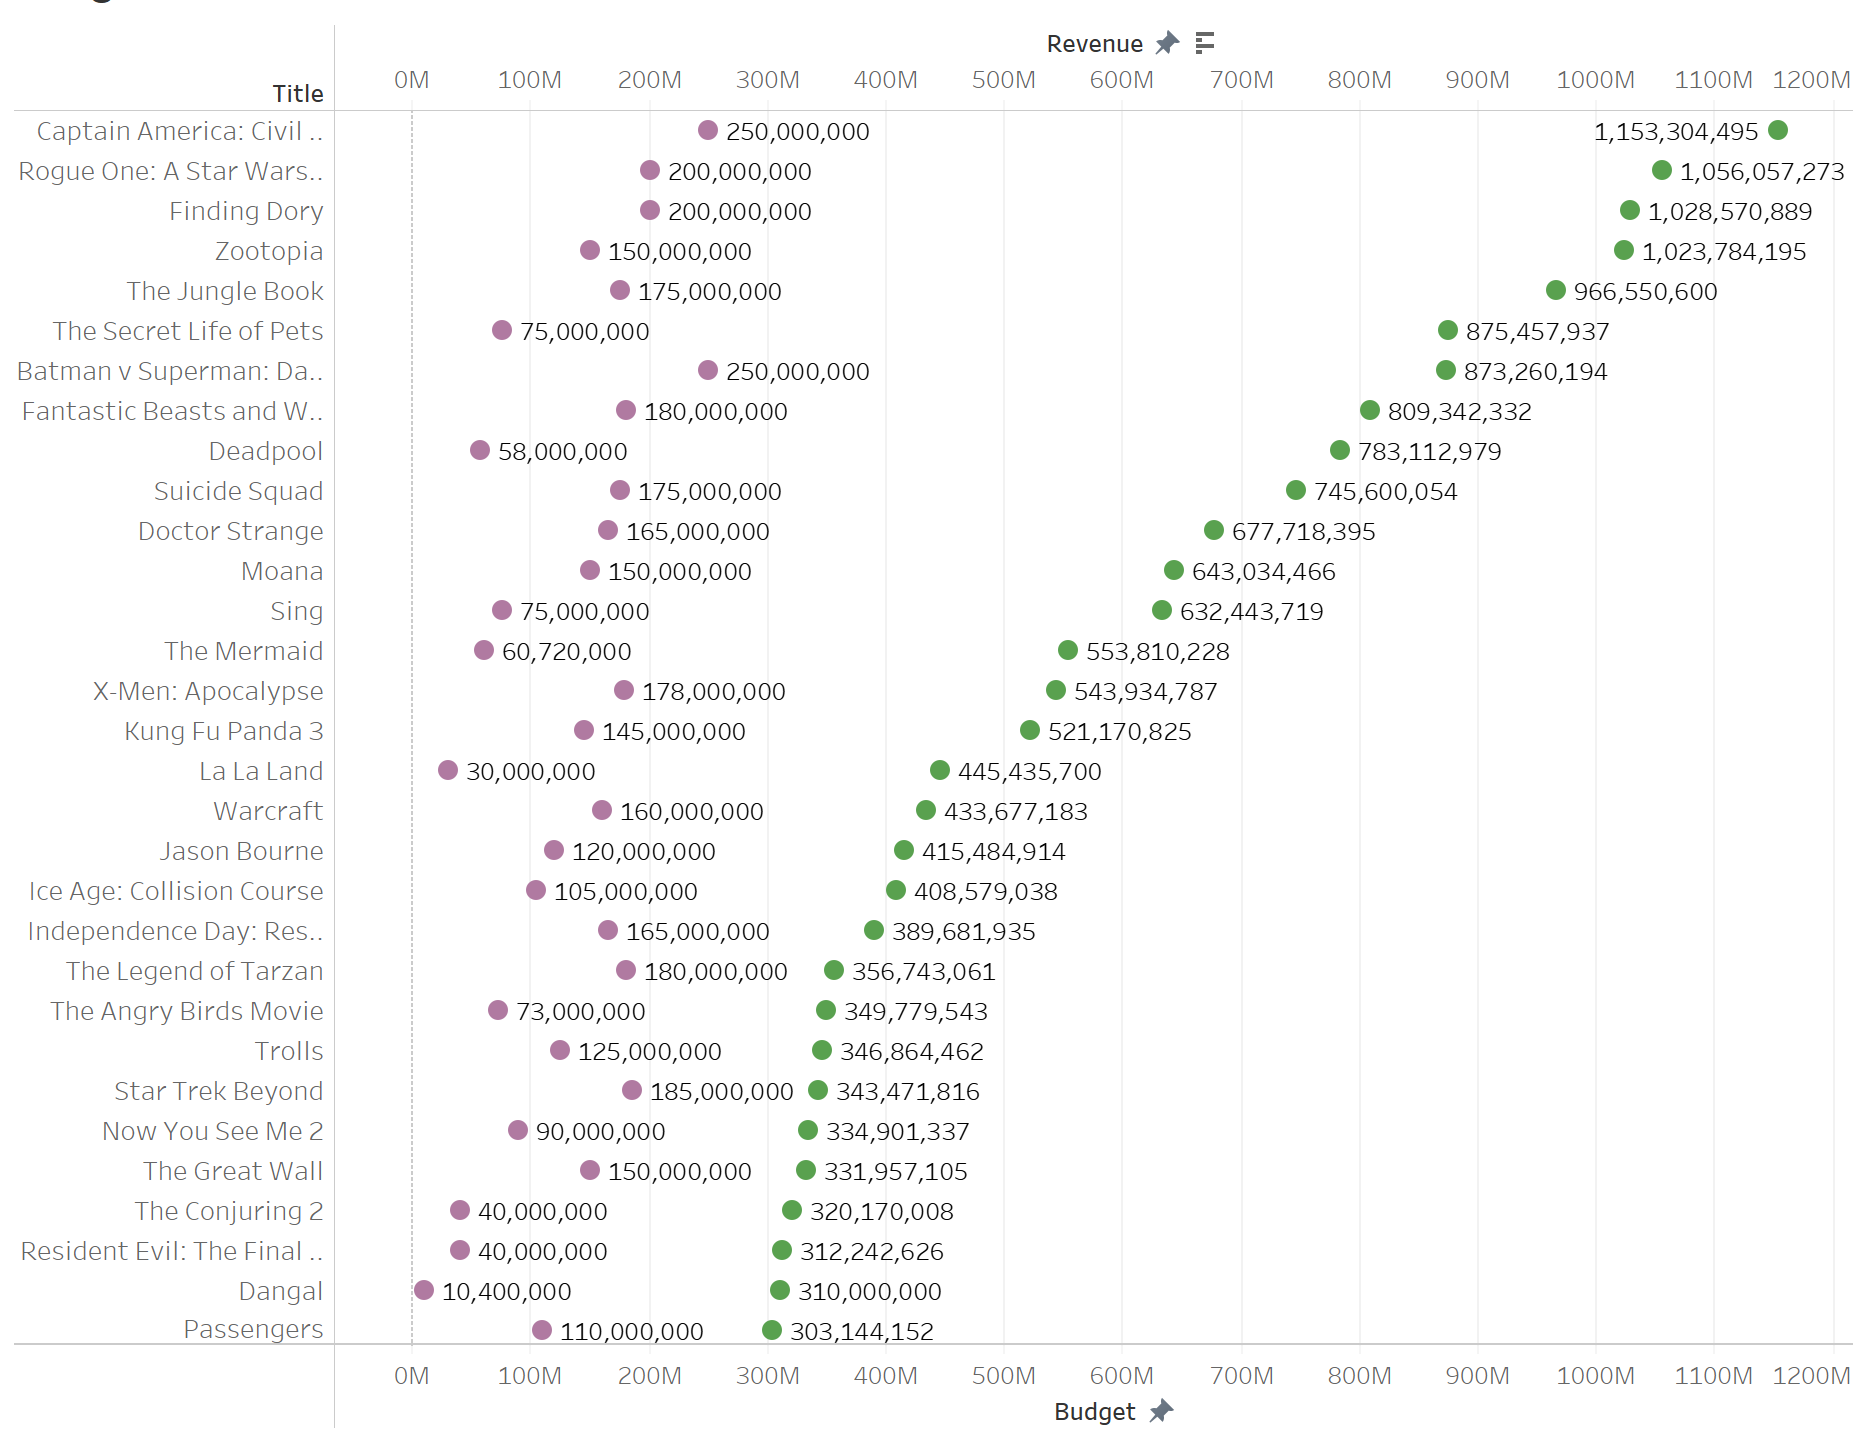 Revenue
0M 100M 200M 300M 400M 500M 600M 700M 800M 900M 1000M 1100M 1200M
Title
Captain America: Civil .. 250,000,000 1,153,304,495
Rogue One: A Star Wars.. 200,000,000 1,056,057,273
Finding Dory 200,000,000 1,028,570,889
Zootopia 150,000,000 1,023,784,195
The Jungle Book 175,000,000 966,550,600
The Secret Life of Pets 75,000,000 875,457,937
Batman v Superman: Da.. 250,000,000 873,260,194
Fantastic Beasts and W.. 180,000,000 809,342,332
Deadpool 58,000,000 783,112,979
Suicide Squad 175,000,000 745,600,054
Doctor Strange 165,000,000 677,718,395
Moana 150,000,000 643,034,466
Sing 75,000,000 632,443,719
The Mermaid 60,720,000 553,810,228
X-Men: Apocalypse 178,000,000 543,934,787
Kung Fu Panda 3 145,000,000 521,170,825
La La Land 30,000,000 445,435,700
Warcraft 160,000,000 433,677,183
Jason Bourne 120,000,000 415,484,914
Ice Age: Collision Course 105,000,000 408,579,038
Independence Day: Res.. 165,000,000 389,681,935
The Legend of Tarzan 180,000,000 356,743,061
The Angry Birds Movie 73,000,000 349,779,543
Trolls 125,000,000 346,864,462
Star Trek Beyond 185,000,000 343,471,816
Now You See Me 2 90,000,000 334,901,337
The Great Wall 150,000,000 331,957,105
The Conjuring 2 40,000,000 320,170,008
Resident Evil: The Final .. 40,000,000 312,242,626
Dangal 10,400,000 310,000,000
Passengers 110,000,000 303,144,152
0M 100M 200M 300M 400M 500M 600M 700M 800M 900M 1000M 1100M 1200M
Budget